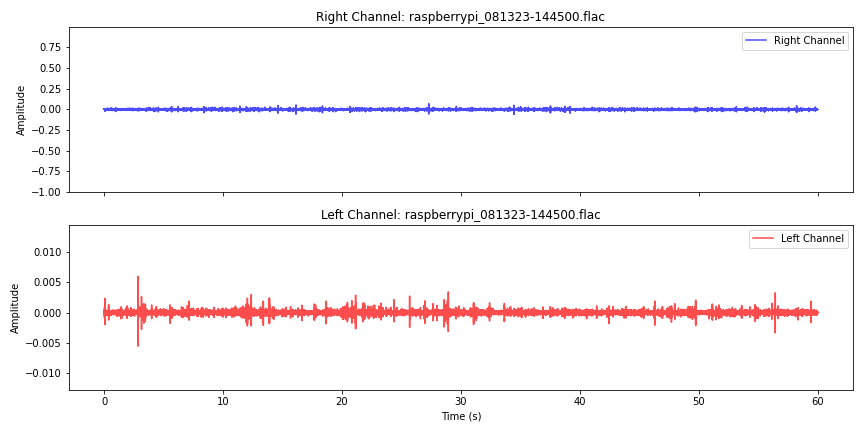 Right Channel: raspberrypi_081323-144500.flac
Right Channel
Amplitude
0.75
0.50
0.25
0.00
−0.25
−0.50
−0.75
−1.00
Left Channel: raspberrypi_081323-144500.flac
Left Channel
Amplitude
0.010
0.005
0.000
−0.005
−0.010
0 10 20 30 40 50 60
Time (s)